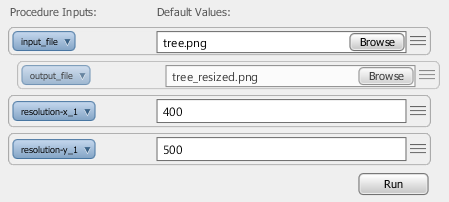 Procedure Inputs: Default Values:
input_file tree.png Browse
output_file tree_resized.png Browse
resolution-x_1 400
resolution-y_1 500
Run